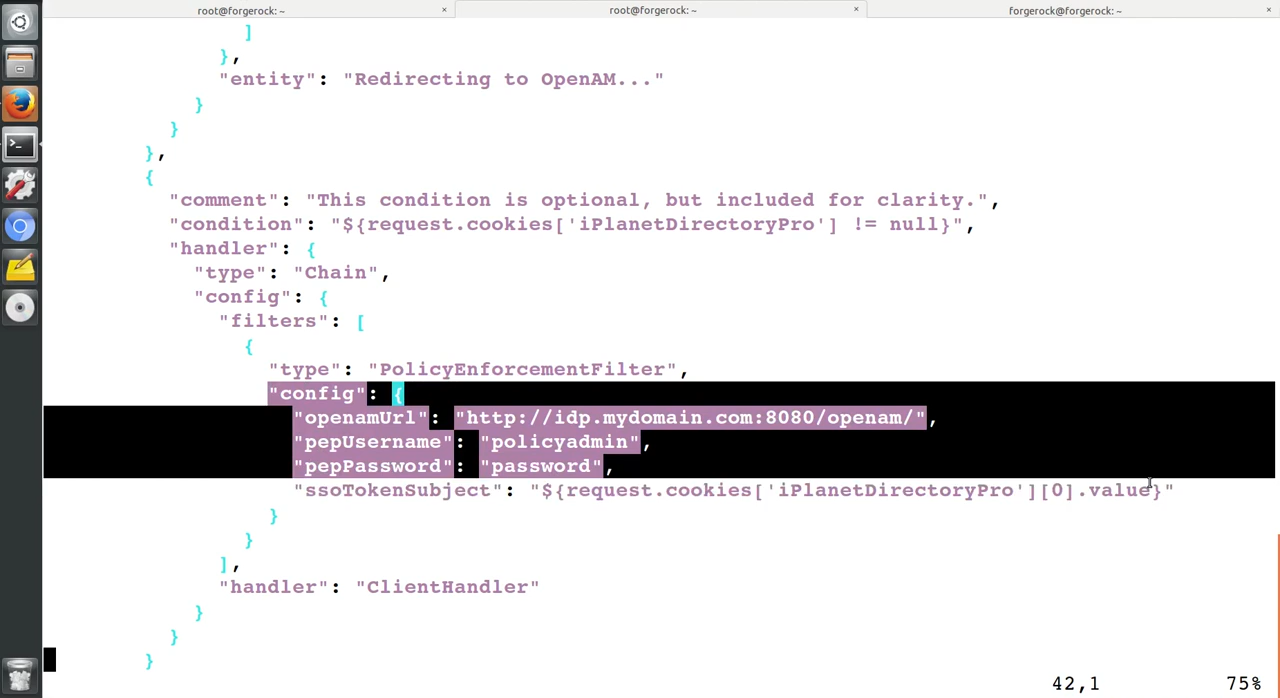 root@forgerock: ~ × root@forgerock: ~ × forgerock@forgerock: ~ ×
]
},
"entity": "Redirecting to OpenAM..."
}
}
},
{
"comment": "This condition is optional, but included for clarity.",
"condition": "${request.cookies['iPlanetDirectoryPro'] != null}",
"handler": {
"type": "Chain",
"config": {
"filters": [
{
"type": "PolicyEnforcementFilter",
"config": {
"openamUrl": "http://idp.mydomain.com:8080/openam/",
"pepUsername": "policyadmin",
"pepPassword": "password",
"ssoTokenSubject": "${request.cookies['iPlanetDirectoryPro'][0].value}"
}
}
],
"handler": "ClientHandler"
}
}
}
42,1 75%